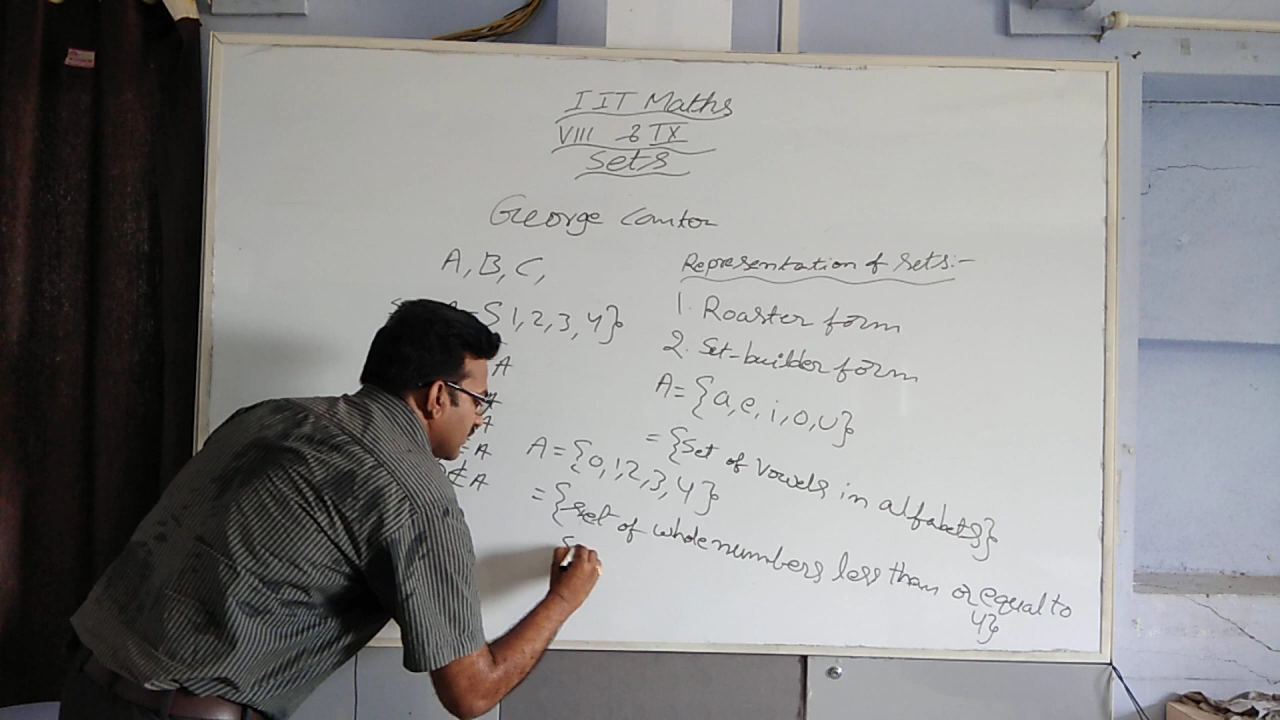 IIT Maths
VIII & IX
Sets
George Cantor
A, B, C,
S 1, 2, 3, 4}
A
A
A
∉ A
Representation of sets:-
1. Roaster form
2. Set-builder form
A = {a, e, i, o, u}
= {Set of vowels in alfabets}
A = {0, 1, 2, 3, 4}
= {set of whole numbers less than or equal to
4}